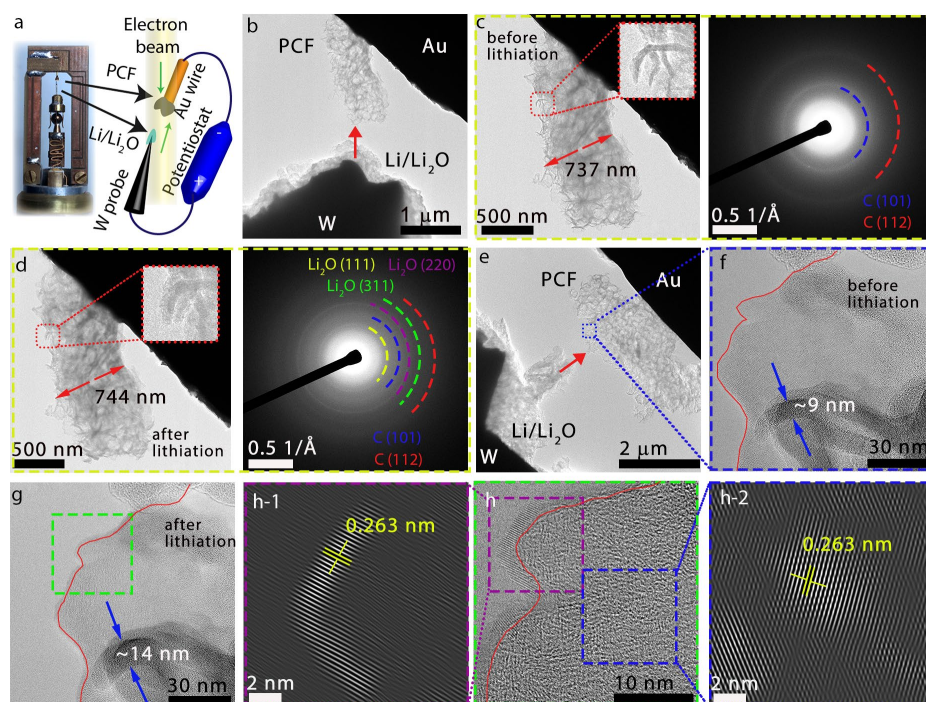 a
Electron
beam
PCF
Au wire
Li/Li₂O
Potentiostat
+
-
W probe
b
PCF
Au
Li/Li₂O
W
1 μm
c
before
lithiation
737 nm
500 nm
0.5 1/Å
C (101)
C (112)
d
744 nm
500 nm
after
lithiation
Li₂O (111)
Li₂O (220)
Li₂O (311)
0.5 1/Å
C (101)
C (112)
e
PCF
Au
Li/Li₂O
W
2 μm
f
before
lithiation
~9 nm
30 nm
g
after
lithiation
~14 nm
30 nm
h-1
0.263 nm
2 nm
h
10 nm
h-2
0.263 nm
2 nm